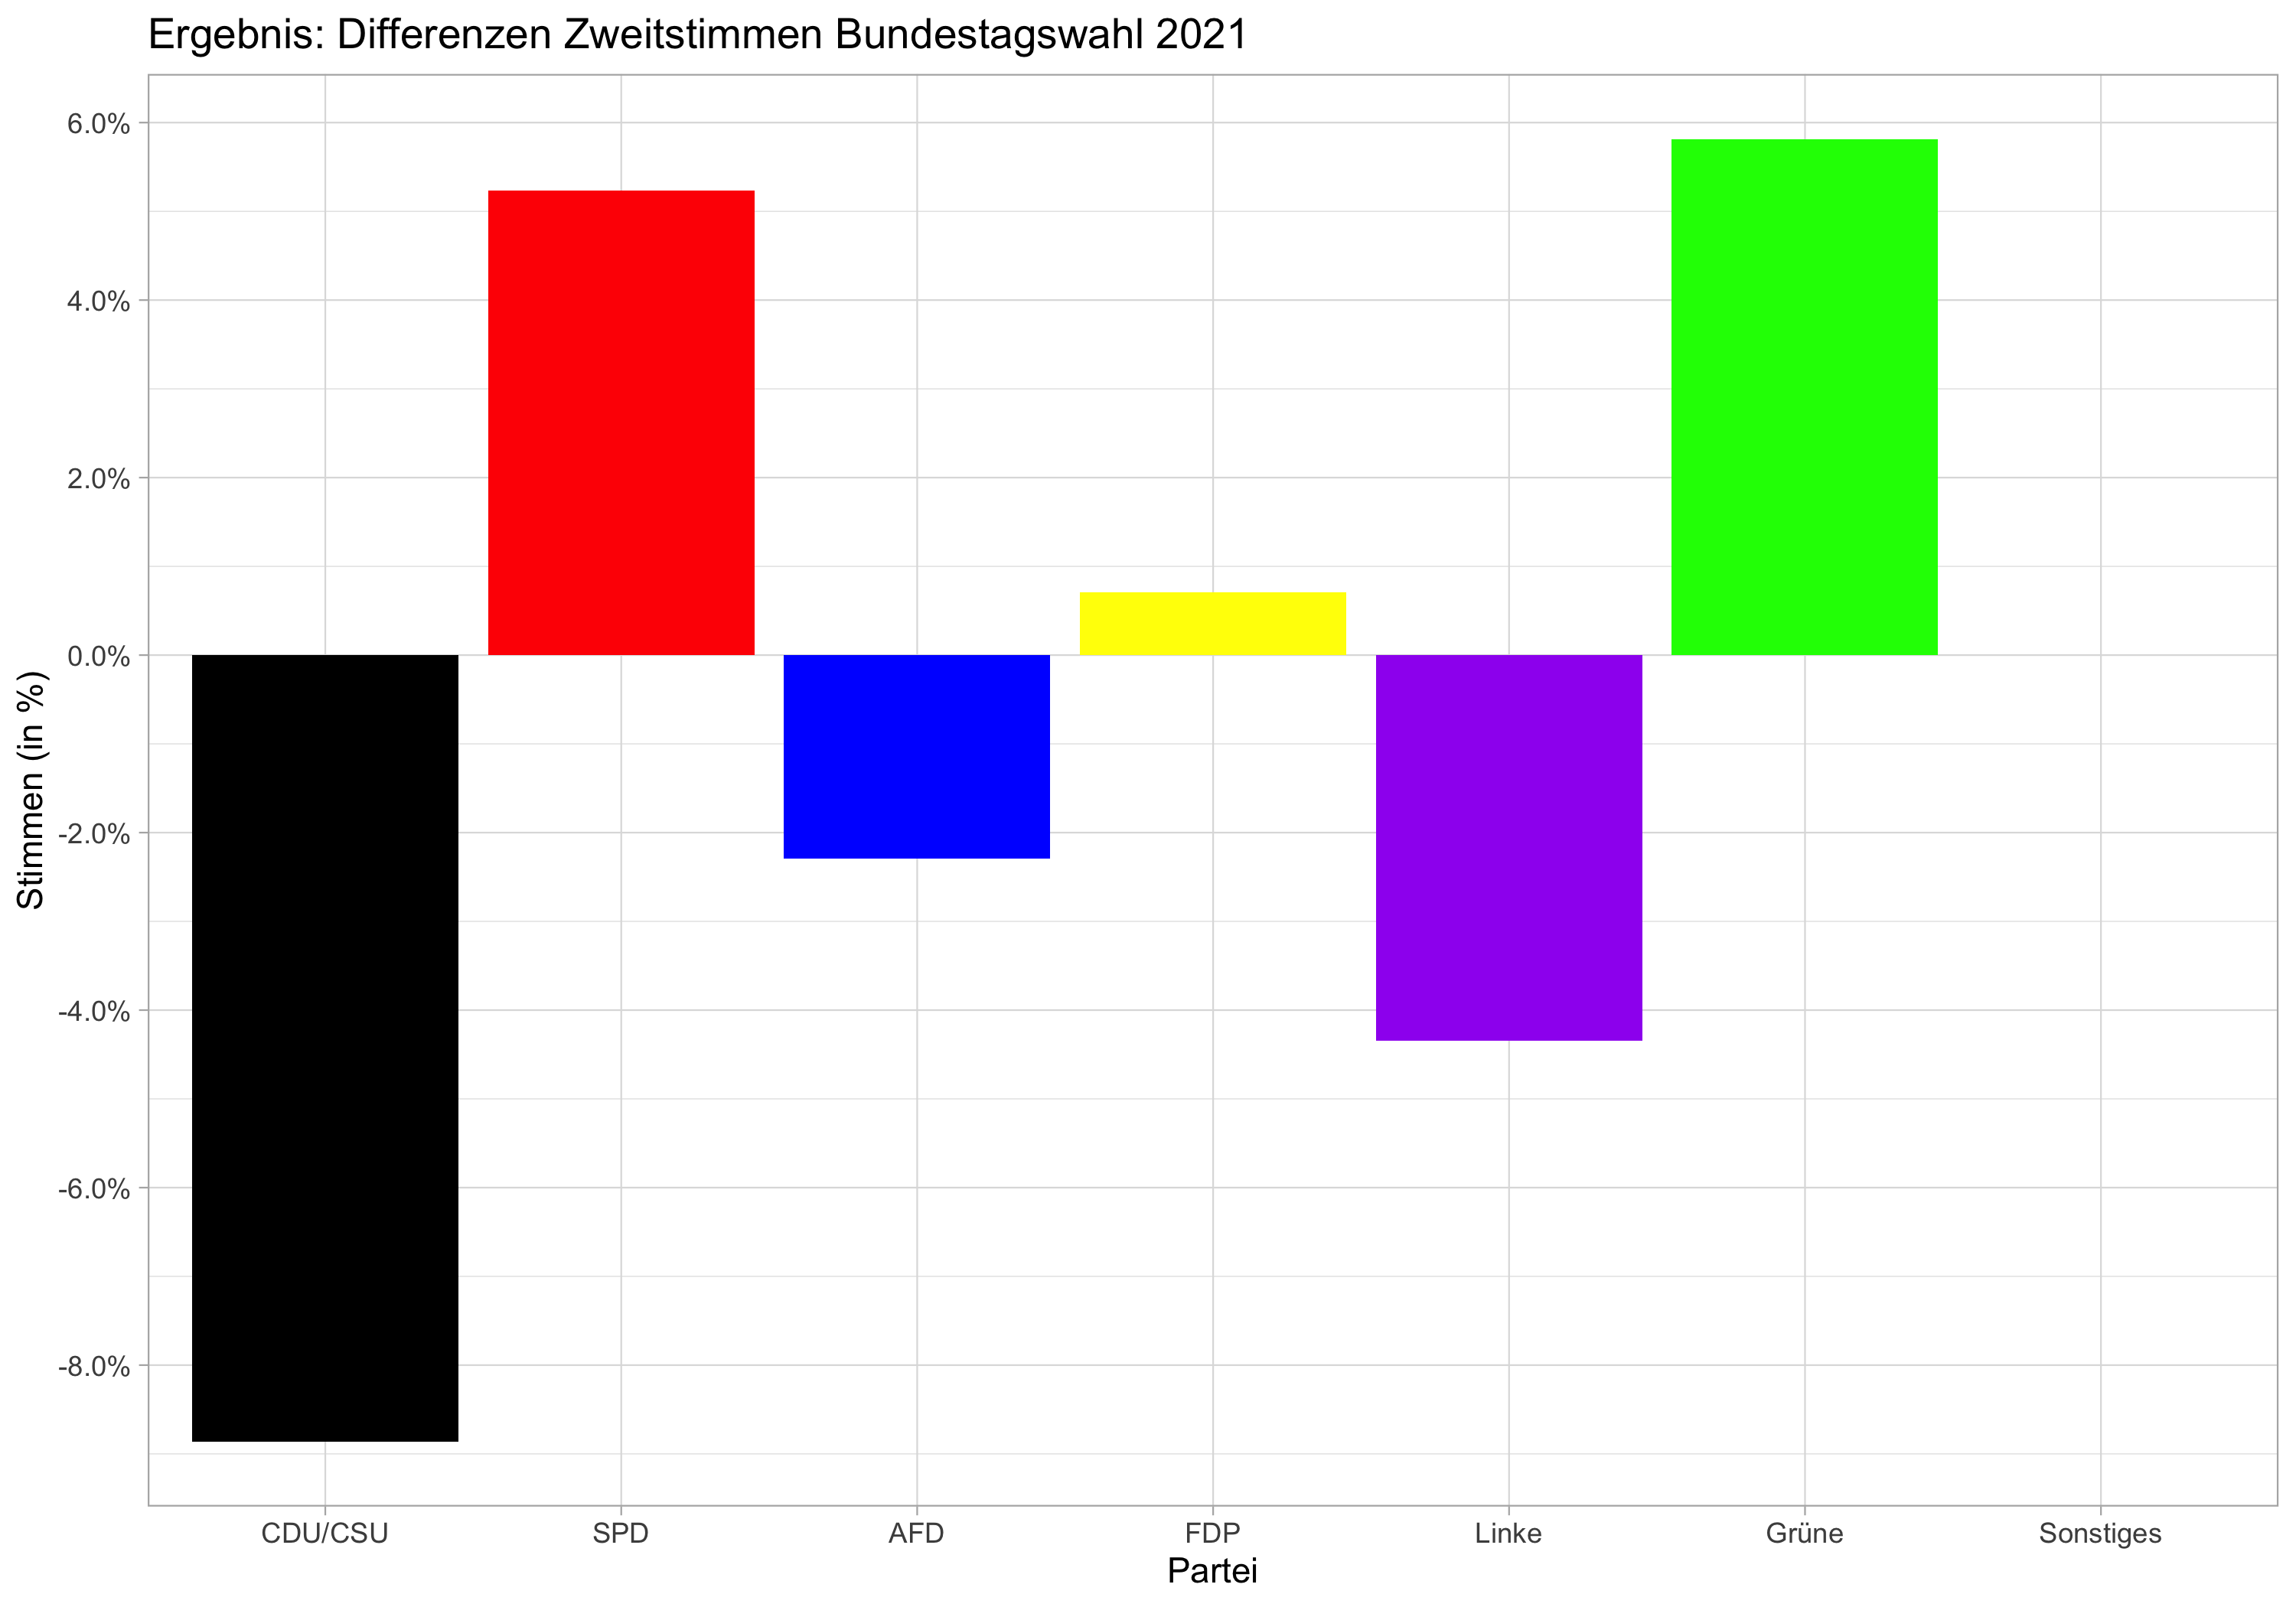 Ergebnis: Differenzen Zweitstimmen Bundestagswahl 2021
6.0%
4.0%
2.0%
0.0%
-2.0%
-4.0%
-6.0%
-8.0%
Stimmen (in %)
CDU/CSU SPD AFD FDP Linke Grüne Sonstiges
Partei